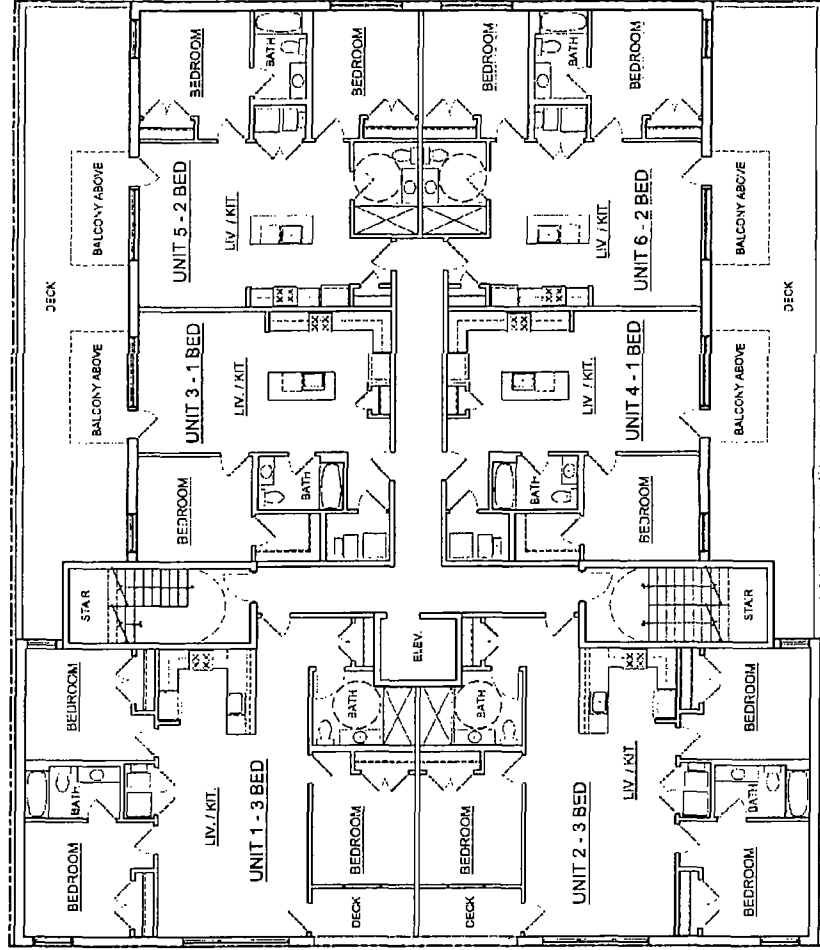 BEDROOM
BATH
BEDROOM
BEDROOM
BATH
BEDROOM
BALCONY ABOVE
UNIT 5 - 2 BED
LIV. / KIT.
LIV. / KIT.
UNIT 6 - 2 BED
BALCONY ABOVE
DECK
DECK
BALCONY ABOVE
UNIT 3 - 1 BED
LIV. / KIT.
LIV. / KIT.
UNIT 4 - 1 BED
BALCONY ABOVE
BEDROOM
BATH
BATH
BEDROOM
STAIR
ELEV.
STAIR
BEDROOM
BATH
BATH
BEDROOM
BATH
LIV. / KIT.
UNIT 1 - 3 BED
UNIT 2 - 3 BED
LIV. / KIT.
BATH
BEDROOM
BEDROOM
BEDROOM
BEDROOM
DECK
DECK